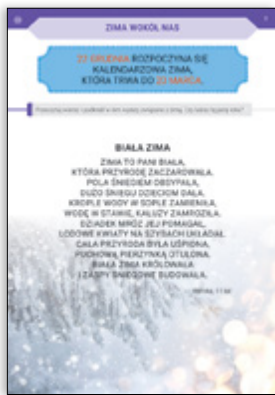 ZIMA WOKÓŁ NAS
22 GRUDNIA ROZPOCZYNA SIĘ
KALENDARZOWA ZIMA,
KTÓRA TRWA DO 20 MARCA.
BIAŁA ZIMA
ZIMA TO PANI BIAŁA,
KTÓRA PRZYRODĘ ZACZAROWAŁA.
POLA ŚNIEGIEM OBSYPAŁA,
DUŻO ŚNIEGU DZIECIOM DAŁA.
KROPLE WODY W SOPLE ZAMIENIŁA,
WODĘ W STAWIE, KAŁUŻY ZAMROZIŁA.
DZIADEK MRÓZ JEJ POMAGAŁ,
LODOWE KWIATY NA SZYBACH UKŁADAŁ.
CAŁA PRZYRODA BYŁA UŚPIONA,
PUCHOWĄ PIERZYNKĄ OTULONA.
BIAŁA ZIMA KRÓLOWAŁA
I ZASPY ŚNIEGOWE BUDOWAŁA.